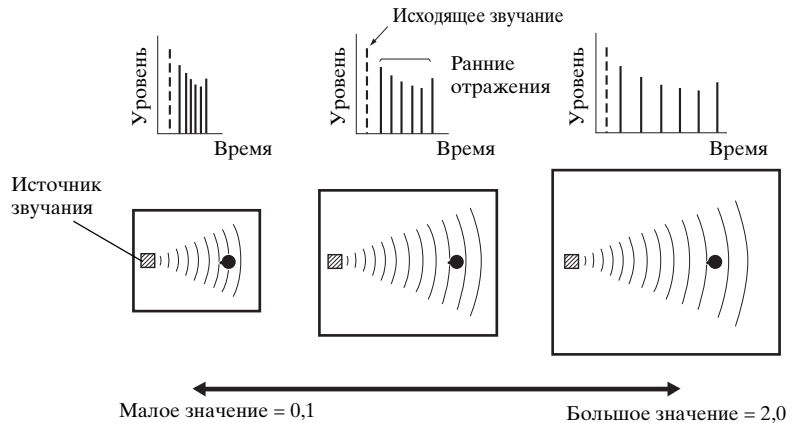 Исходящее звучание
Уровень
Время
Уровень
Ранние
отражения
Время
Уровень
Время
Источник
звучания
Малое значение = 0,1
Большое значение = 2,0